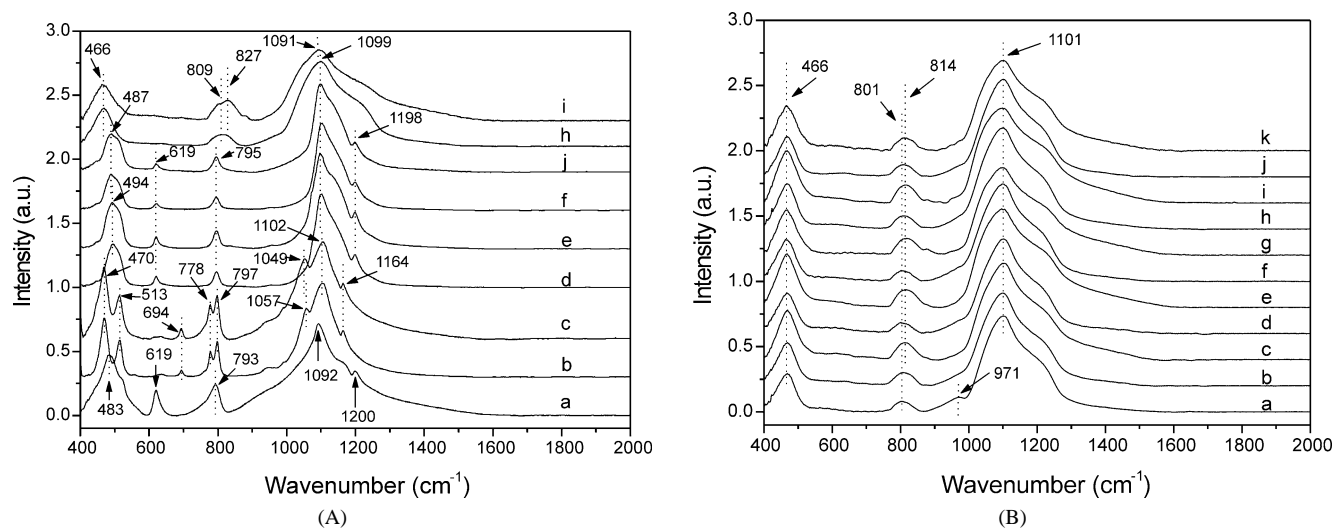 3.0
2.5
2.0
1.5
1.0
0.5
0.0
Intensity (a.u.)
466
487
619
494
470
513
694
619
483
809
827
795
778
797
793
1091
1099
1198
1102
1049
1057
1164
1092
1200
i
h
j
f
e
d
c
b
a
400 600 800 1000 1200 1400 1600 1800 2000
Wavenumber (cm⁻¹)
(A)
3.0
2.5
2.0
1.5
1.0
0.5
0.0
Intensity (a.u.)
466
801
814
1101
971
k
j
i
h
g
f
e
d
c
b
a
400 600 800 1000 1200 1400 1600 1800 2000
Wavenumber (cm⁻¹)
(B)